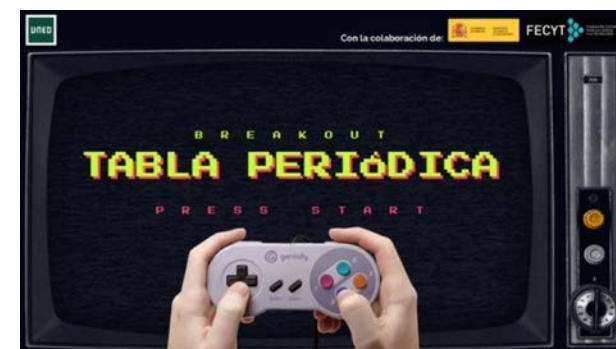 UNED
Con la colaboración de:
FECYT
BREAKOUT
TABLA PERIóDICA
PRESS START
genially